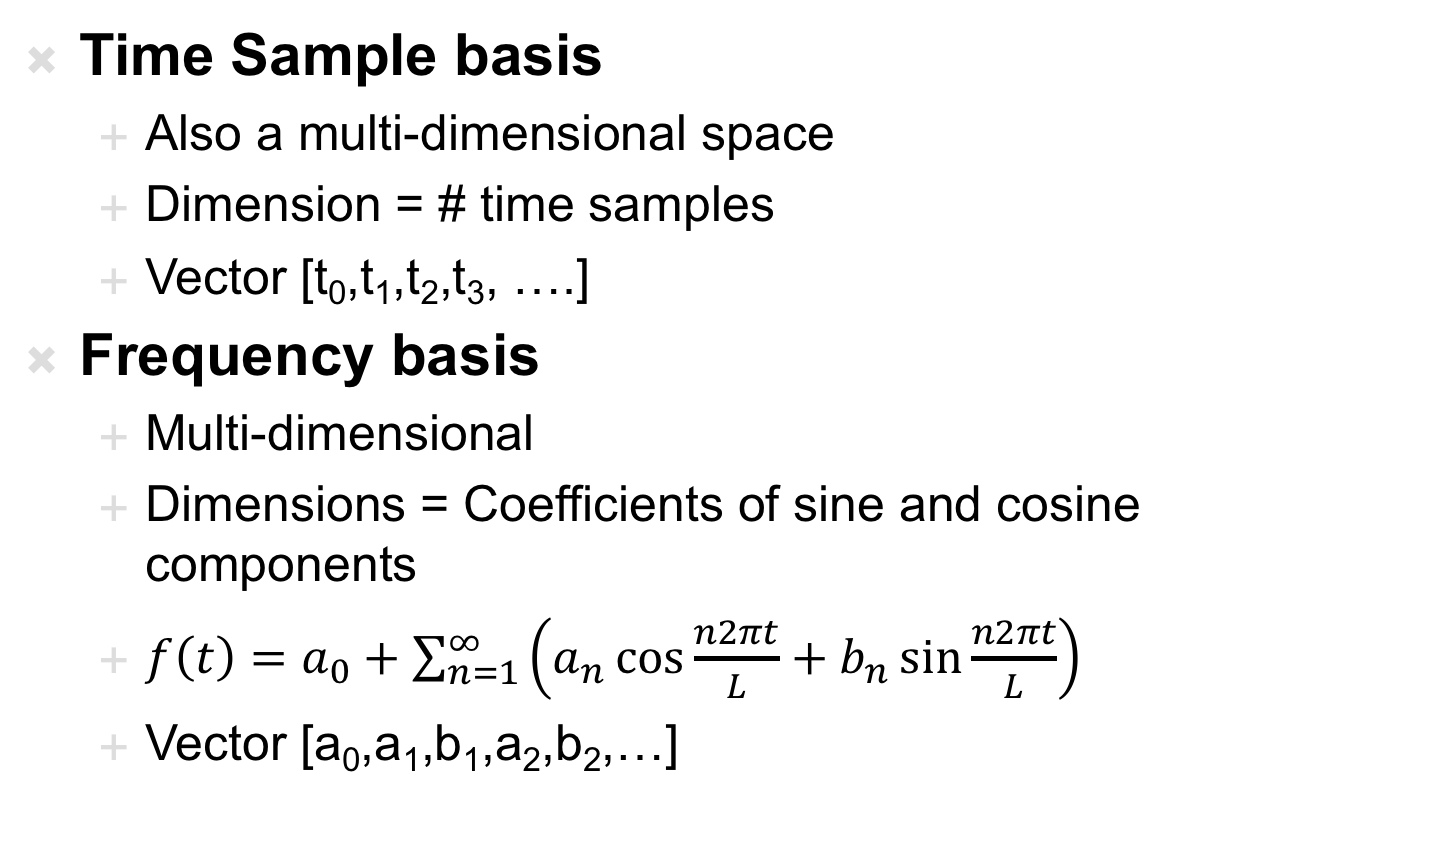 Time Sample basis
+ Also a multi-dimensional space
+ Dimension = # time samples
+ Vector [t₀,t₁,t₂,t₃, ….]
Frequency basis
+ Multi-dimensional
+ Dimensions = Coefficients of sine and cosine
components
+ f(t) = a₀ + ∑ₙ₌₁^∞ (aₙ cos n2πt/L + bₙ sin n2πt/L)
+ Vector [a₀,a₁,b₁,a₂,b₂,…]